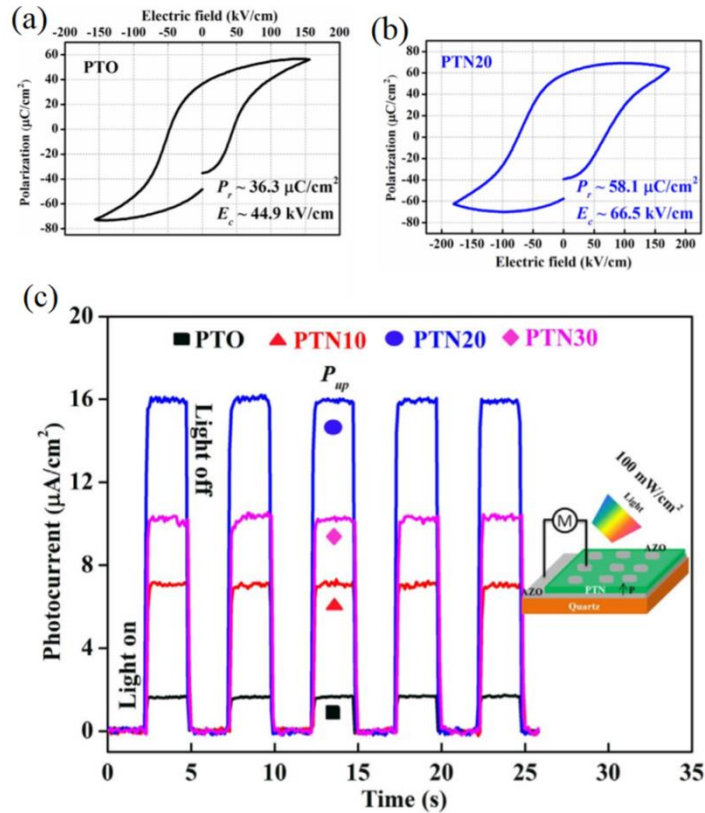 (a)
Electric field (kV/cm)
-200 -150 -100 -50 0 50 100 150 200
PTO
Polarization (μC/cm²)
60
40
20
0
-20
-40
-60
-80
Pr ~ 36.3 μC/cm²
Ec ~ 44.9 kV/cm
(b)
PTN20
Polarization (μC/cm²)
80
60
40
20
0
-20
-40
-60
-80
Pr ~ 58.1 μC/cm²
Ec ~ 66.5 kV/cm
-200 -150 -100 -50 0 50 100 150 200
Electric field (kV/cm)
(c)
PTO PTN10 PTN20 PTN30
Pup
Light on
Light off
Photocurrent (μA/cm²)
20
16
12
8
4
0
0 5 10 15 20 25 30 35
Time (s)
100 mW/cm²
Light
M
AZO
AZO
PTN
P
Quartz